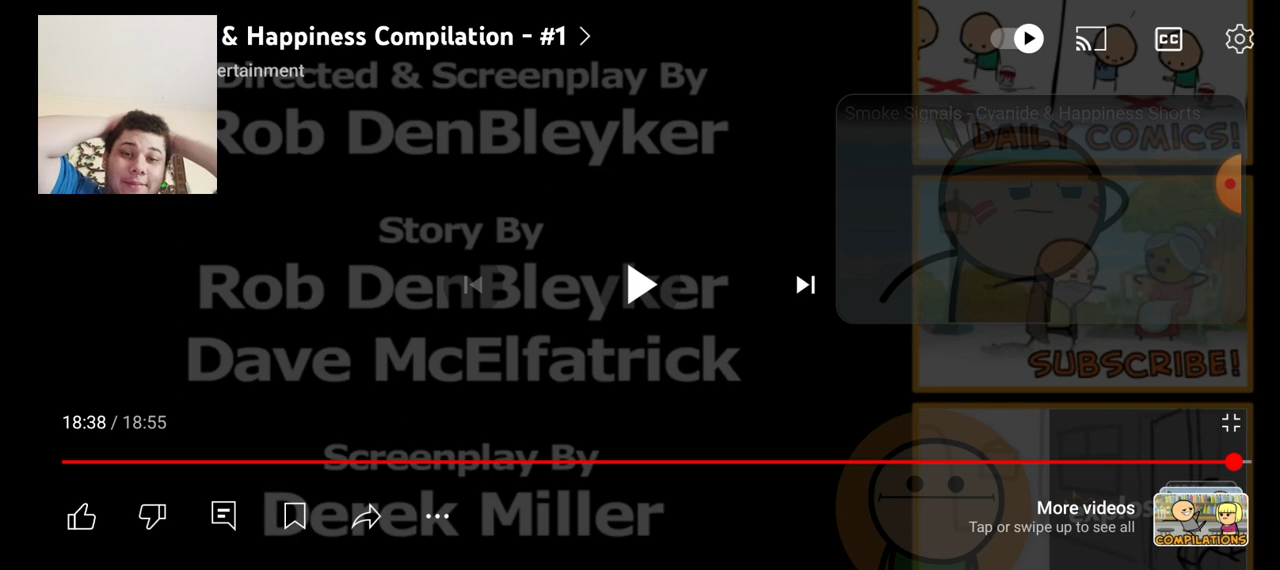 & Happiness Compilation - #1
ertainment
Directed & Screenplay By
Rob DenBleyker
Smoke Signals - Cyanide & Happiness Shorts
DAILY COMICS!
Story By
Rob DenBleyker
Dave McElfatrick
SUBSCRIBE!
18:38 / 18:55
Screenplay By
Derek Miller
More videos
Tap or swipe up to see all
COMPILATIONS
CC